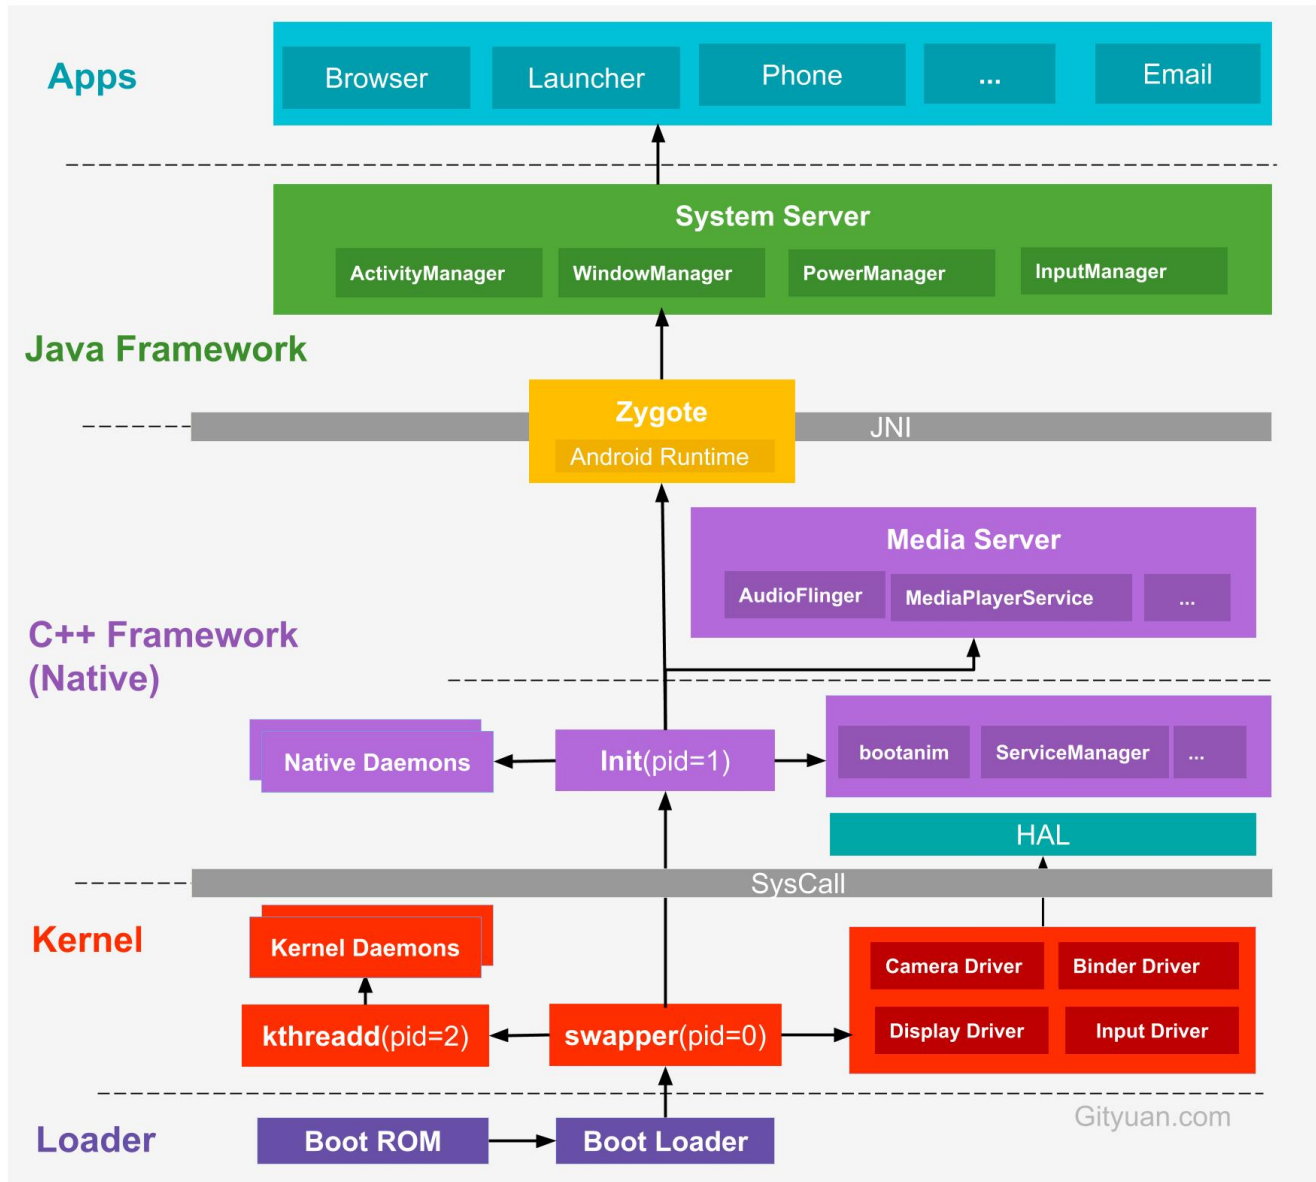 Apps
Browser
Launcher
Phone
...
Email
System Server
ActivityManager
WindowManager
PowerManager
InputManager
Java Framework
Zygote
Android Runtime
JNI
Media Server
AudioFlinger
MediaPlayerService
...
C++ Framework
(Native)
Native Daemons
Init(pid=1)
bootanim
ServiceManager
...
HAL
SysCall
Kernel
Kernel Daemons
Camera Driver
Binder Driver
kthreadd(pid=2)
swapper(pid=0)
Display Driver
Input Driver
Gityuan.com
Loader
Boot ROM
Boot Loader